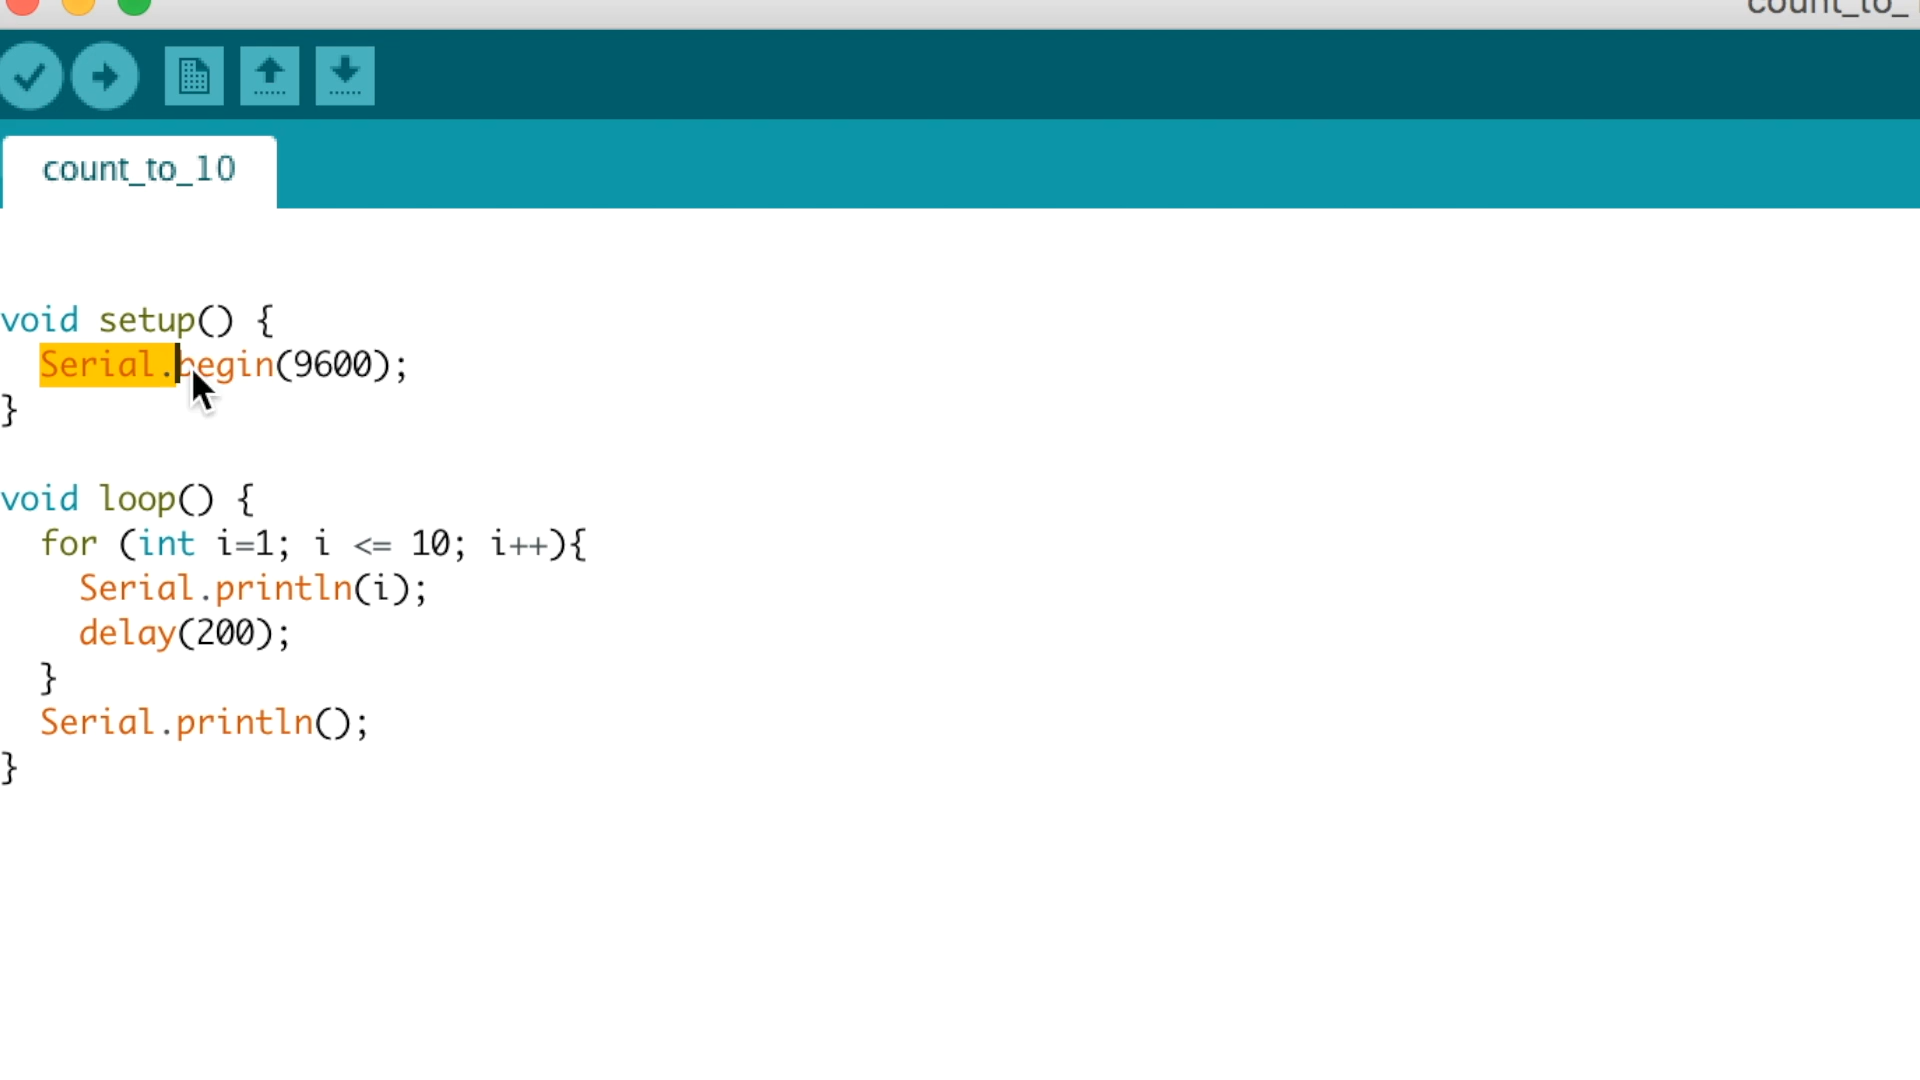 count_to_
count_to_10
void setup() {
Serial.begin(9600);
}
void loop() {
for (int i=1; i <= 10; i++){
Serial.println(i);
delay(200);
}
Serial.println();
}